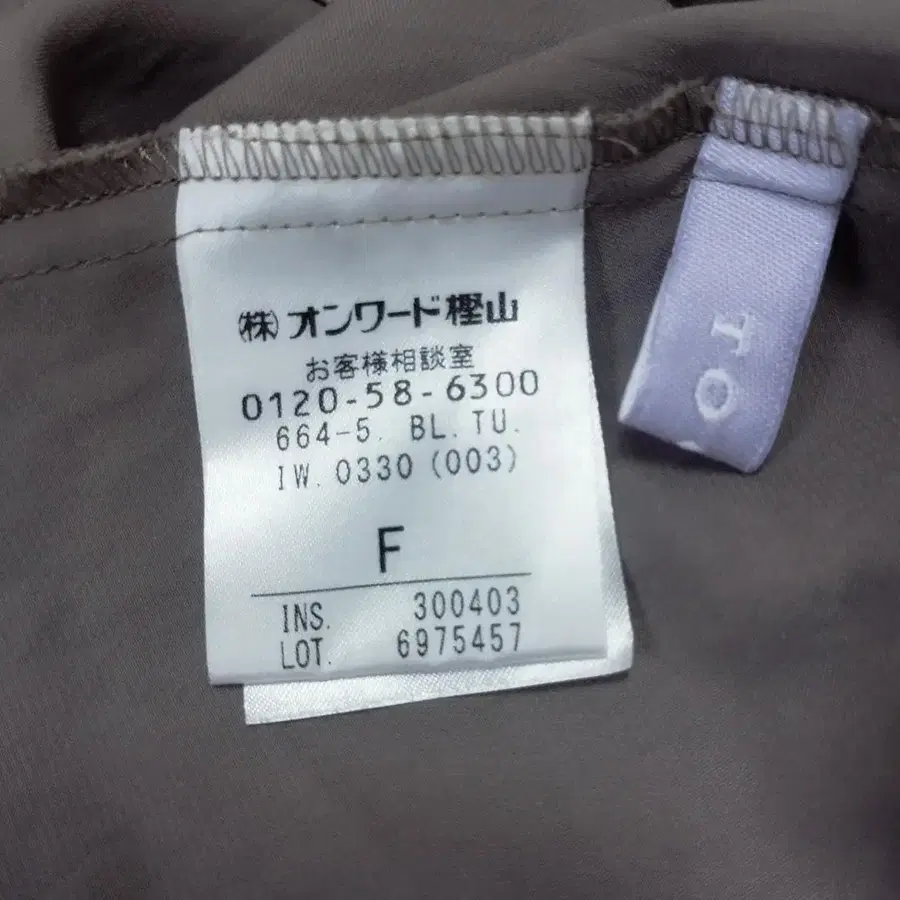 ㈱オンワード樫山
お客様相談室
0120-58-6300
664-5. BL.TU.
IW. 0330 (003)
F
INS. 300403
LOT. 6975457
TO